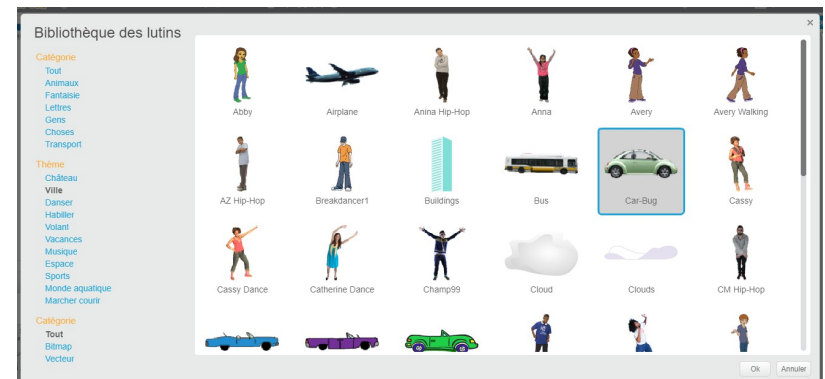 ×
Bibliothèque des lutins
Catégorie
Tout
Animaux
Fantaisie
Lettres
Gens
Choses
Transport
Thème
Château
Ville
Danser
Habiller
Volant
Vacances
Musique
Espace
Sports
Monde aquatique
Marcher courir
Catégorie
Tout
Bitmap
Vecteur
Abby
Airplane
Anina Hip-Hop
Anna
Avery
Avery Walking
AZ Hip-Hop
Breakdancer1
Buildings
Bus
Car-Bug
Cassy
Cassy Dance
Catherine Dance
Champ99
Cloud
Clouds
CM Hip-Hop
Ok
Annuler